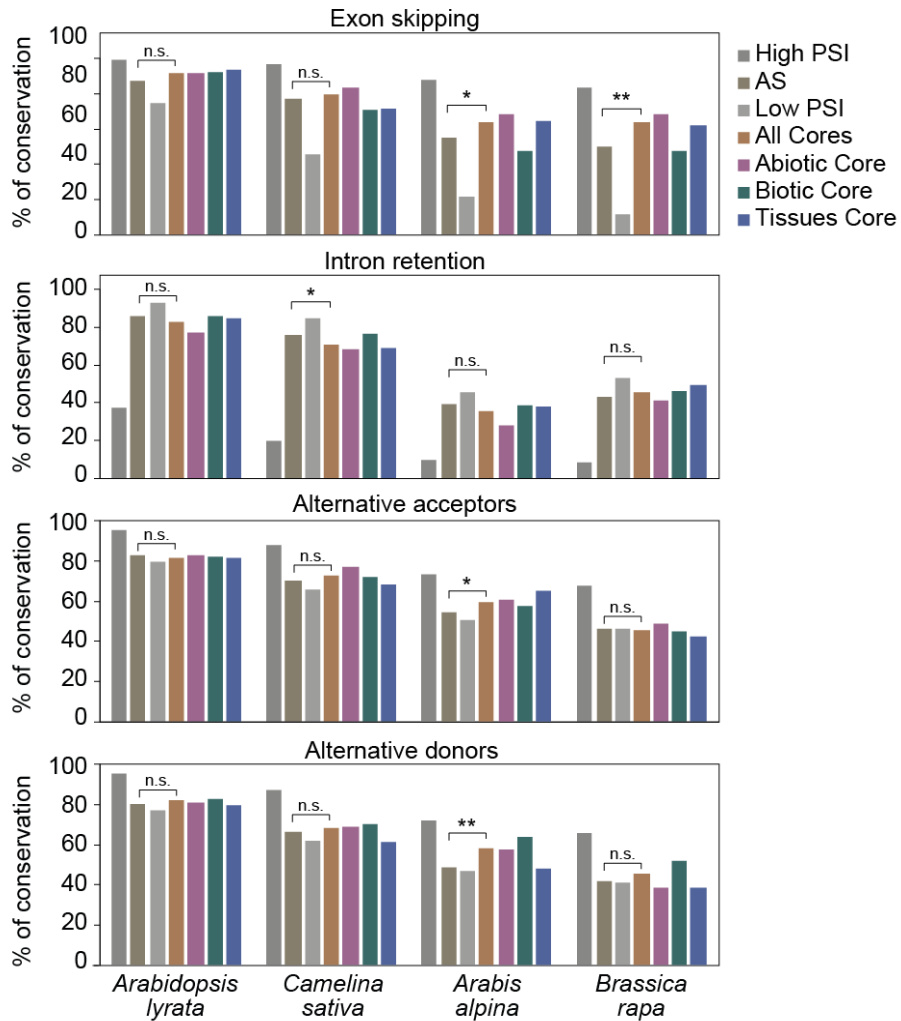 Exon skipping
% of conservation
100
80
60
40
20
0
n.s.
n.s.
*
**
High PSI
AS
Low PSI
All Cores
Abiotic Core
Biotic Core
Tissues Core
Intron retention
% of conservation
100
80
60
40
20
0
n.s.
*
n.s.
n.s.
Alternative acceptors
% of conservation
100
80
60
40
20
0
n.s.
n.s.
*
n.s.
Alternative donors
% of conservation
100
80
60
40
20
0
n.s.
n.s.
**
n.s.
Arabidopsis
lyrata
Camelina
sativa
Arabis
alpina
Brassica
rapa